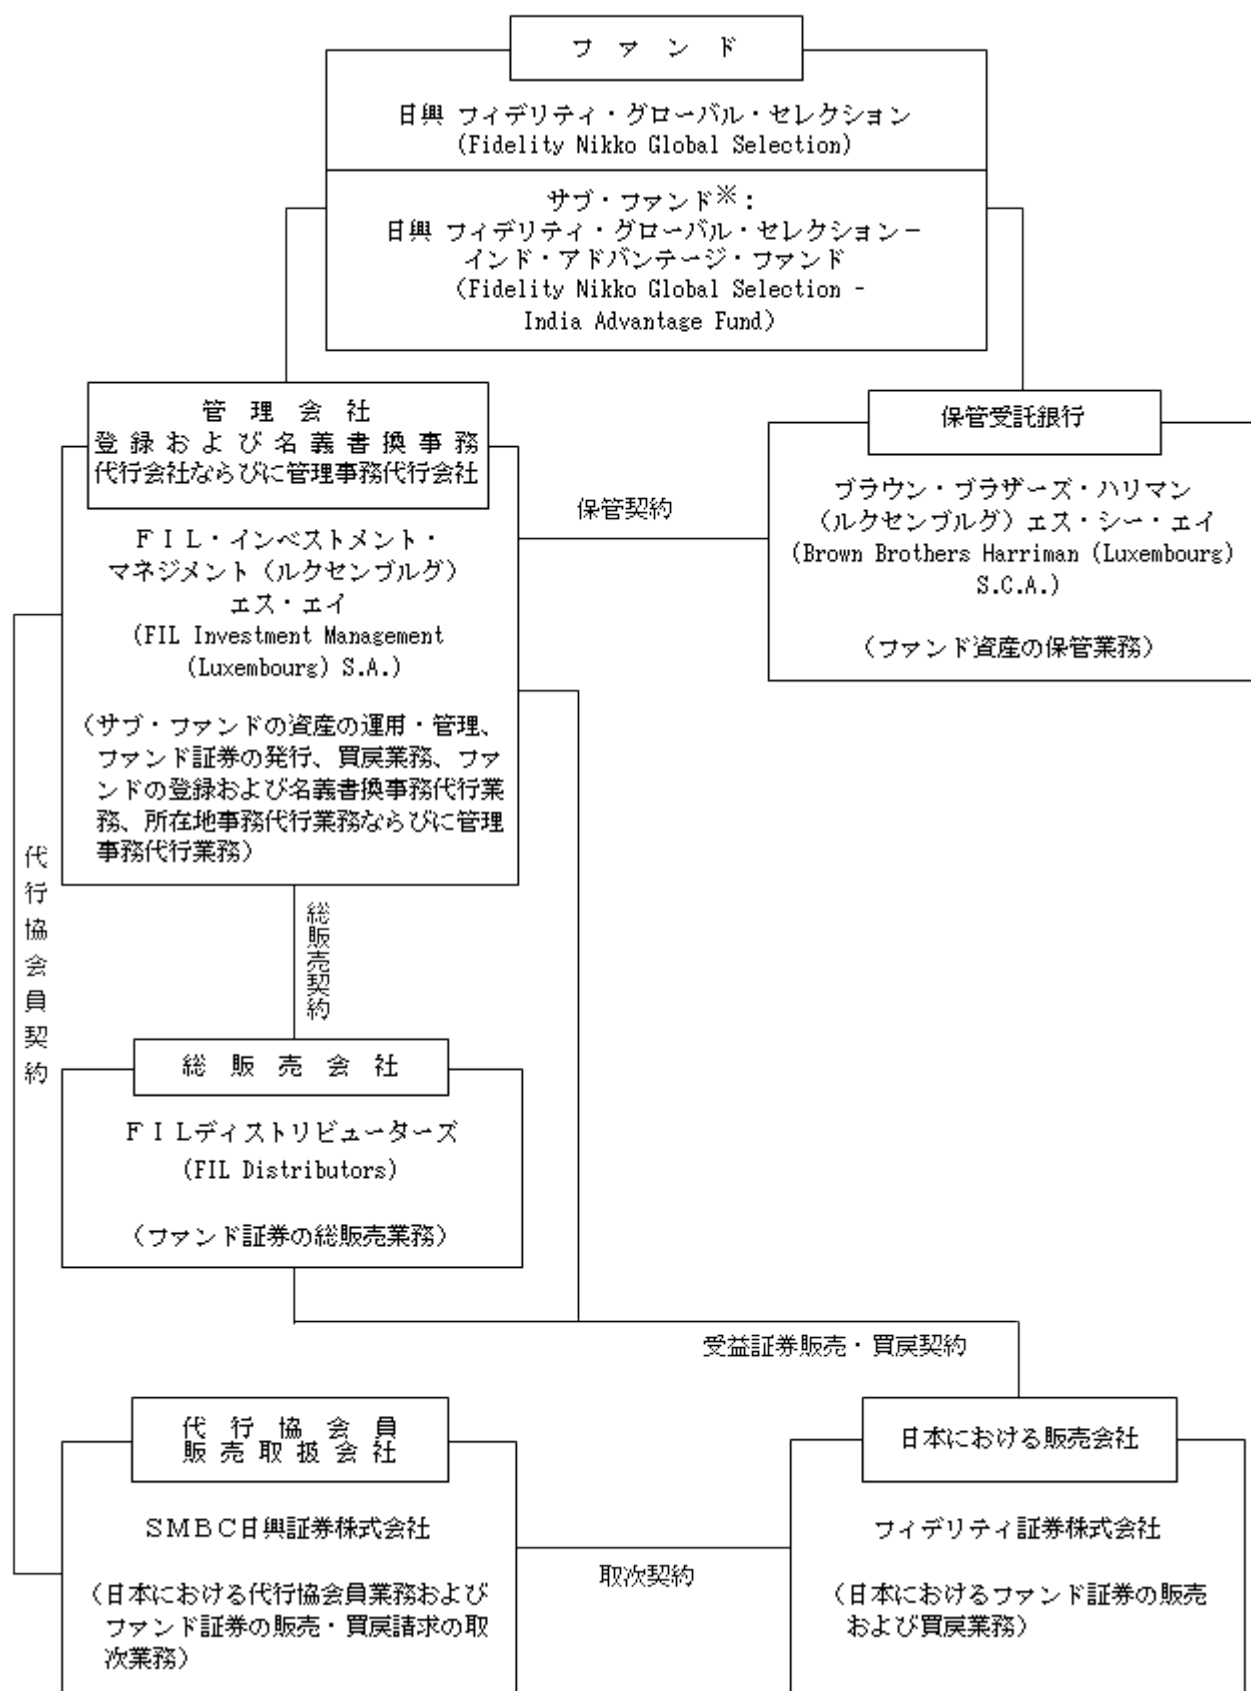 ファンド
日興 フィデリティ・グローバル・セレクション
(Fidelity Nikko Global Selection)
サブ・ファンド※：
日興 フィデリティ・グローバル・セレクション－
インド・アドバンテージ・ファンド
(Fidelity Nikko Global Selection -
India Advantage Fund)
管理会社
登録および名義書換事務
代行会社ならびに管理事務代行会社
ＦＩＬ・インベストメント・
マネジメント（ルクセンブルグ）
エス・エイ
(FIL Investment Management
(Luxembourg) S.A.)
（サブ・ファンドの資産の運用・管理、
ファンド証券の発行、買戻業務、ファ
ンドの登録および名義書換事務代行業
務、所在地事務代行業務ならびに管理
事務代行業務）
保管契約
保管受託銀行
ブラウン・ブラザーズ・ハリマン
（ルクセンブルグ）エス・シー・エイ
(Brown Brothers Harriman (Luxembourg)
S.C.A.)
（ファンド資産の保管業務）
代行協会員契約
総販売契約
総販売会社
ＦＩＬディストリビューターズ
(FIL Distributors)
（ファンド証券の総販売業務）
受益証券販売・買戻契約
代行協会員
販売取扱会社
ＳＭＢＣ日興証券株式会社
（日本における代行協会員業務および
ファンド証券の販売・買戻請求の取
次業務）
取次契約
日本における販売会社
フィデリティ証券株式会社
（日本におけるファンド証券の販売
および買戻業務）